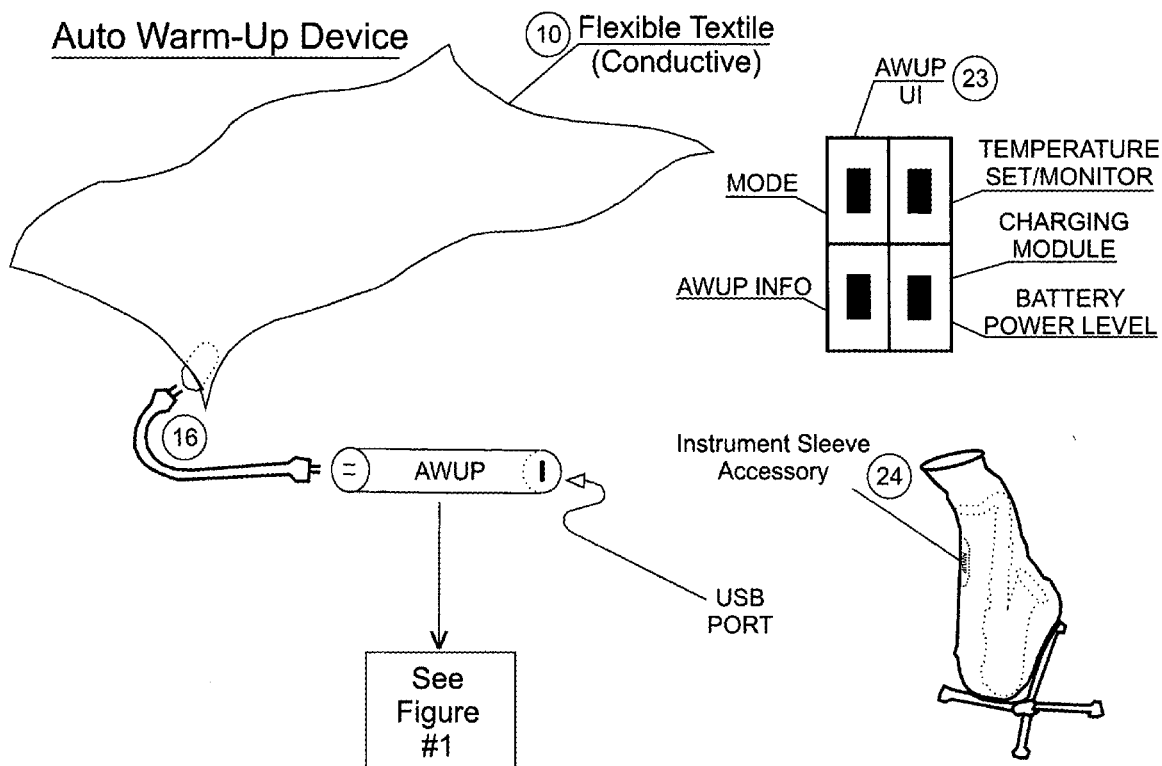 Auto Warm-Up Device
10
Flexible Textile
(Conductive)
AWUP
UI
23
MODE
TEMPERATURE
SET/MONITOR
CHARGING
MODULE
AWUP INFO
BATTERY
POWER LEVEL
16
AWUP
Instrument Sleeve
Accessory
24
AWUP
USB
PORT
See
Figure
#1